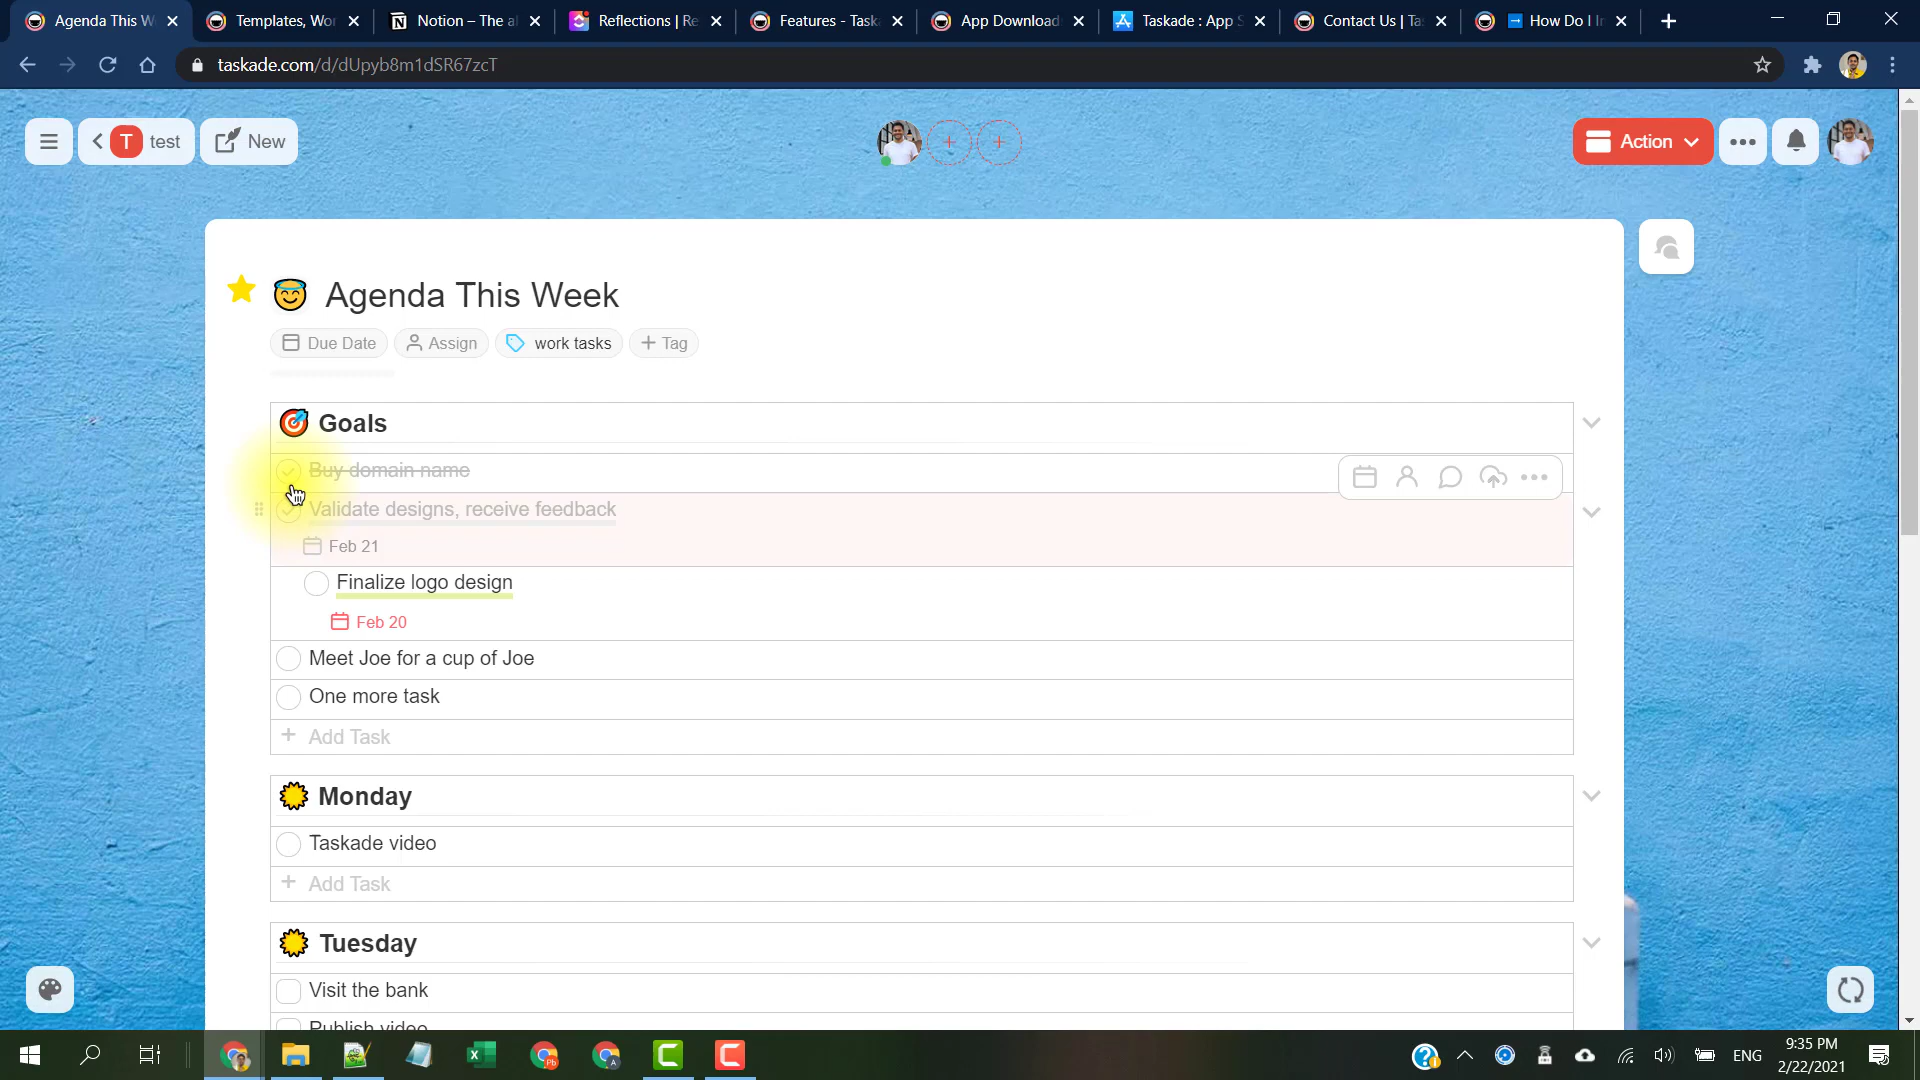 Agenda This W
Templates, Wor
Notion – The al
Reflections | Re
Features - Taska
App Download
Taskade : App S
Contact Us | Tas
How Do I In
taskade.com/d/dUpyb8m1dSR67zcT
T test
New
Action
Agenda This Week
Due Date
Assign
work tasks
+ Tag
Goals
Buy domain name
Validate designs, receive feedback
Feb 21
Finalize logo design
Feb 20
Meet Joe for a cup of Joe
One more task
+ Add Task
Monday
Taskade video
+ Add Task
Tuesday
Visit the bank
Publish video
ENG
9:35 PM
2/22/2021